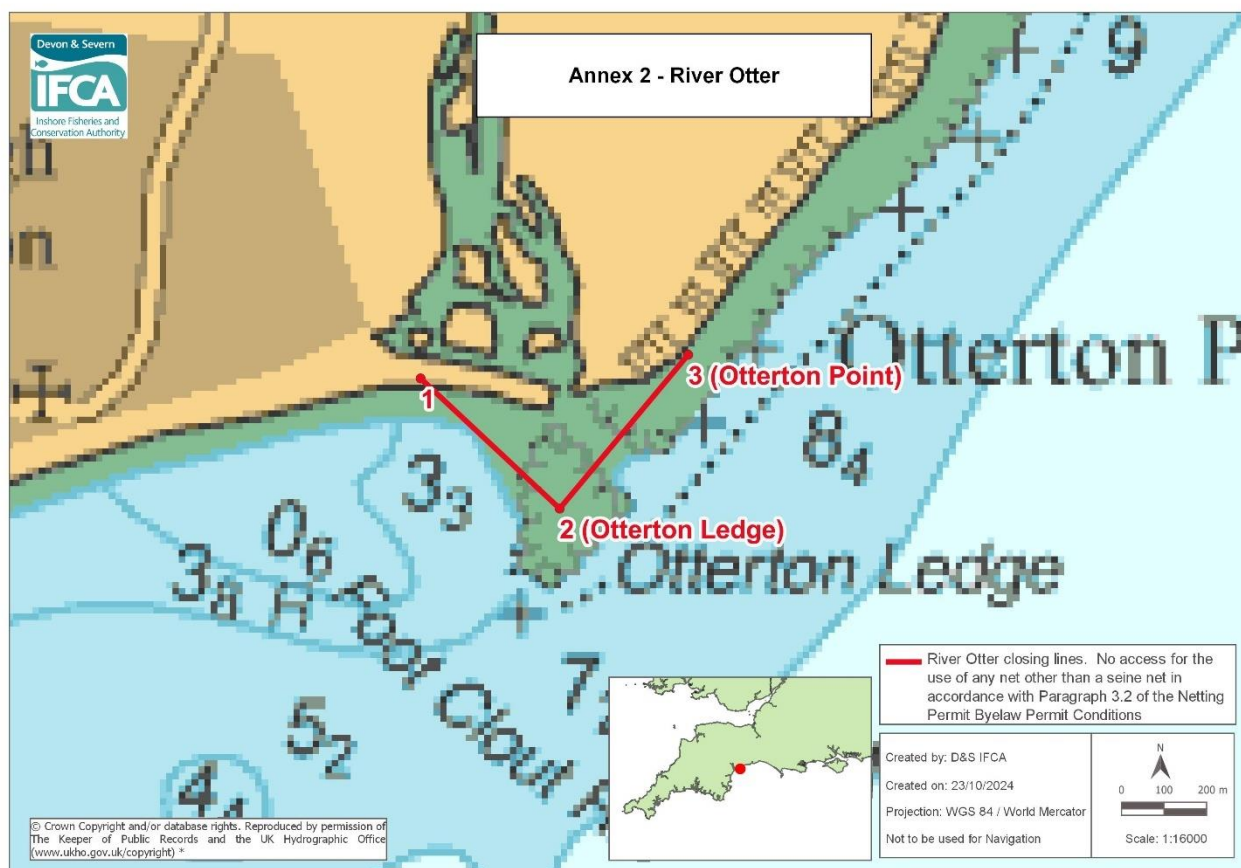 Devon & Severn
IFCA
Inshore Fisheries and
Conservation Authority
Annex 2 - River Otter
9
Otterton P
1
3 (Otterton Point)
8₄
3₃
2 (Otterton Ledge)
0₆
Otterton Ledge
5₂
4₄
River Otter closing lines. No access for the
use of any net other than a seine net in
accordance with Paragraph 3.2 of the Netting
Permit Byelaw Permit Conditions
Created by: D&S IFCA
Created on: 23/10/2024
Projection: WGS 84 / World Mercator
Not to be used for Navigation
N
0 100 200 m
Scale: 1:16000
© Crown Copyright and/or database rights. Reproduced by permission of
The Keeper of Public Records and the UK Hydrographic Office
(www.ukho.gov.uk/copyright) *